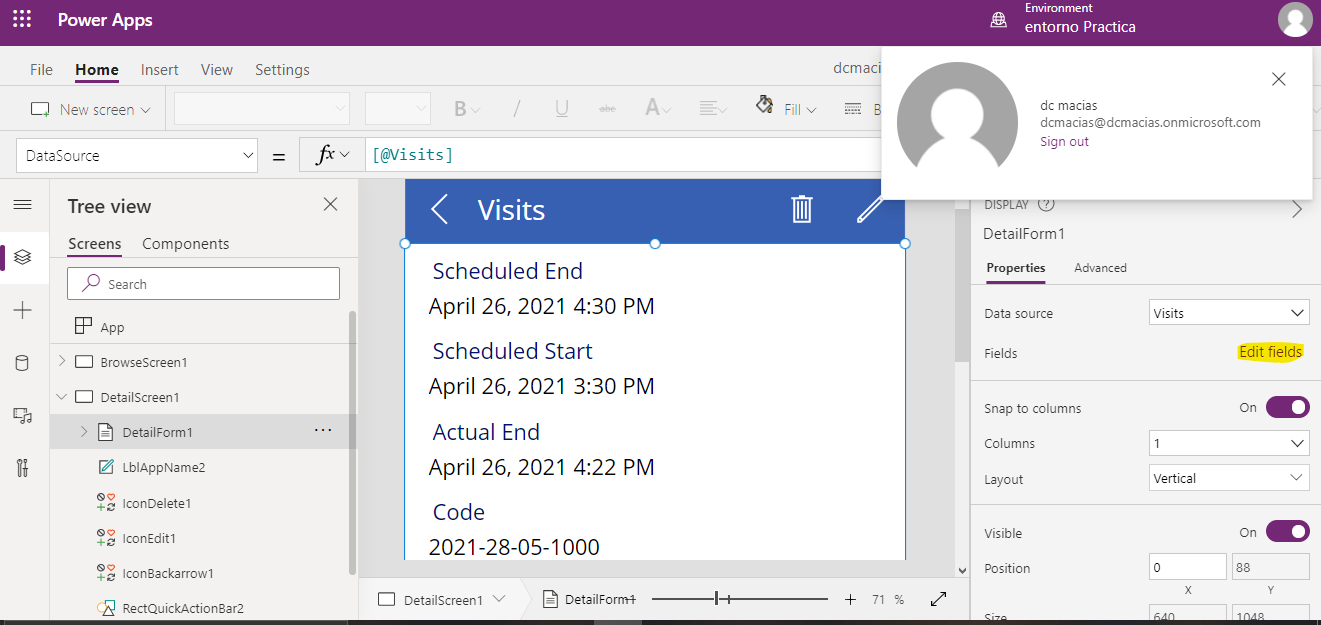 Power Apps
Environment
entorno Practica
File Home Insert View Settings
dcmaci
dc macias
dcmacias@dcmacias.onmicrosoft.com
Sign out
New screen
B / U abc A Fill B
DataSource = fx [@Visits]
Tree view
Screens Components
Search
App
BrowseScreen1
DetailScreen1
DetailForm1 ...
LblAppName2
IconDelete1
IconEdit1
IconBackarrow1
RectQuickActionBar2
Visits
Scheduled End
April 26, 2021 4:30 PM
Scheduled Start
April 26, 2021 3:30 PM
Actual End
April 26, 2021 4:22 PM
Code
2021-28-05-1000
DetailScreen1 DetailForm1 71 %
DISPLAY ?
DetailForm1
Properties Advanced
Data source Visits
Fields Edit fields
Snap to columns On
Columns 1
Layout Vertical
Visible On
Position 0 88
X Y
Size 640 1048